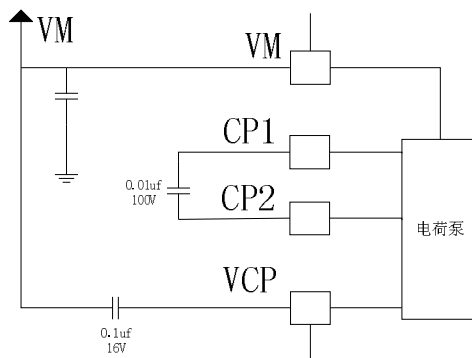 VM
VM
CP1
0.01uf
100V
CP2
电荷泵
VCP
0.1uf
16V